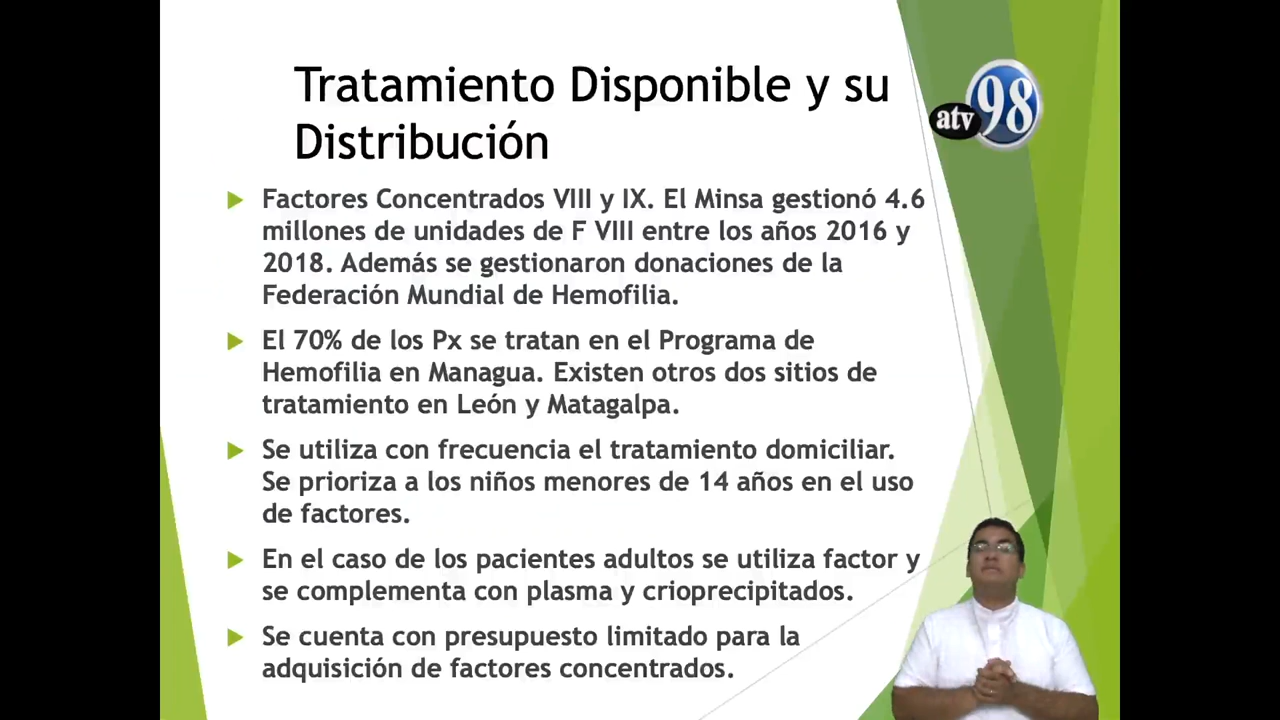 Tratamiento Disponible y su
Distribución
atv 98
Factores Concentrados VIII y IX. El Minsa gestionó 4.6
millones de unidades de F VIII entre los años 2016 y
2018. Además se gestionaron donaciones de la
Federación Mundial de Hemofilia.
El 70% de los Px se tratan en el Programa de
Hemofilia en Managua. Existen otros dos sitios de
tratamiento en León y Matagalpa.
Se utiliza con frecuencia el tratamiento domiciliar.
Se prioriza a los niños menores de 14 años en el uso
de factores.
En el caso de los pacientes adultos se utiliza factor y
se complementa con plasma y crioprecipitados.
Se cuenta con presupuesto limitado para la
adquisición de factores concentrados.